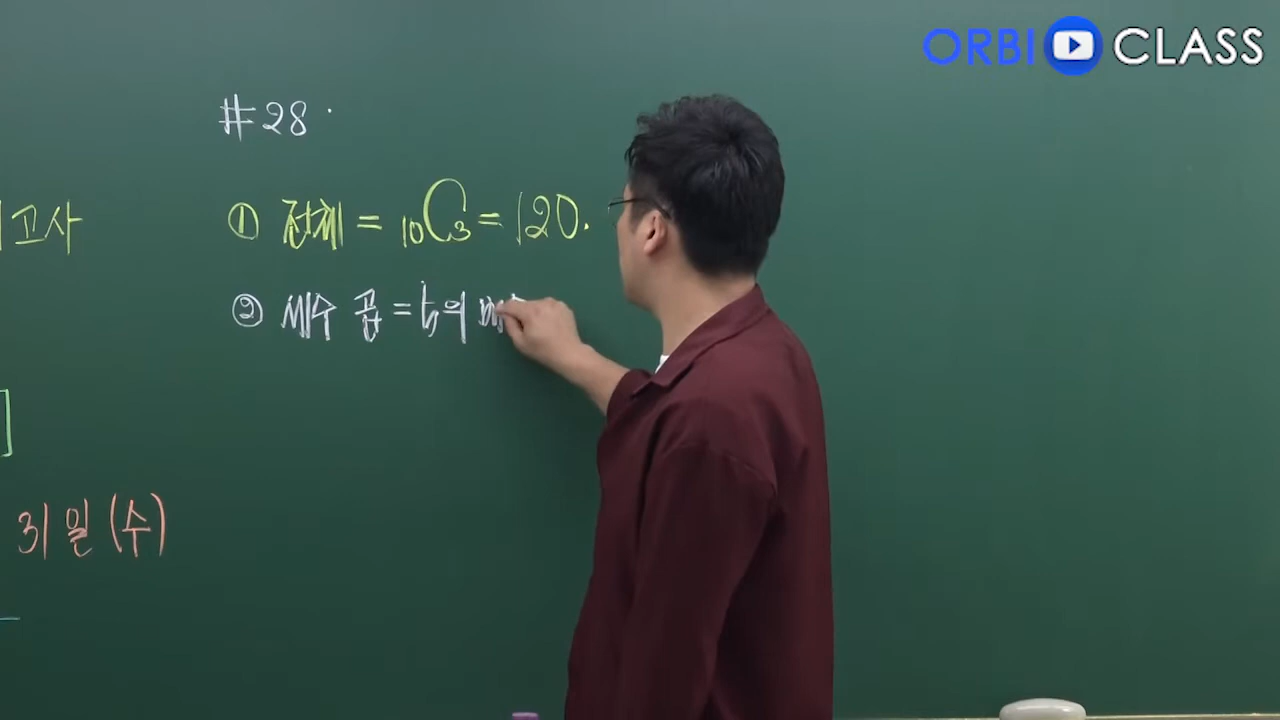 ORBI CLASS
#28.
고사
① 전체 = ₁₀C₃ = 120.
② 세수 곱 = 5의
31일 (수)